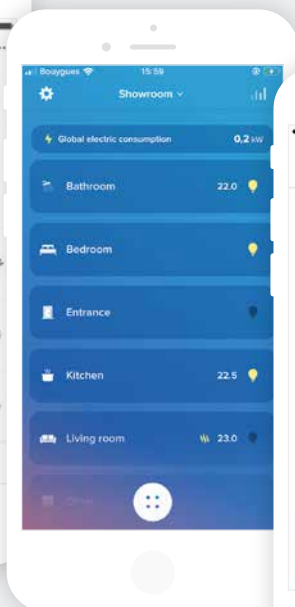 Bouygues 15:59
Showroom
Global electric consumption 0,2 kW
Bathroom 22.0
Bedroom
Entrance
Kitchen 22.5
Living room 23.0
Other